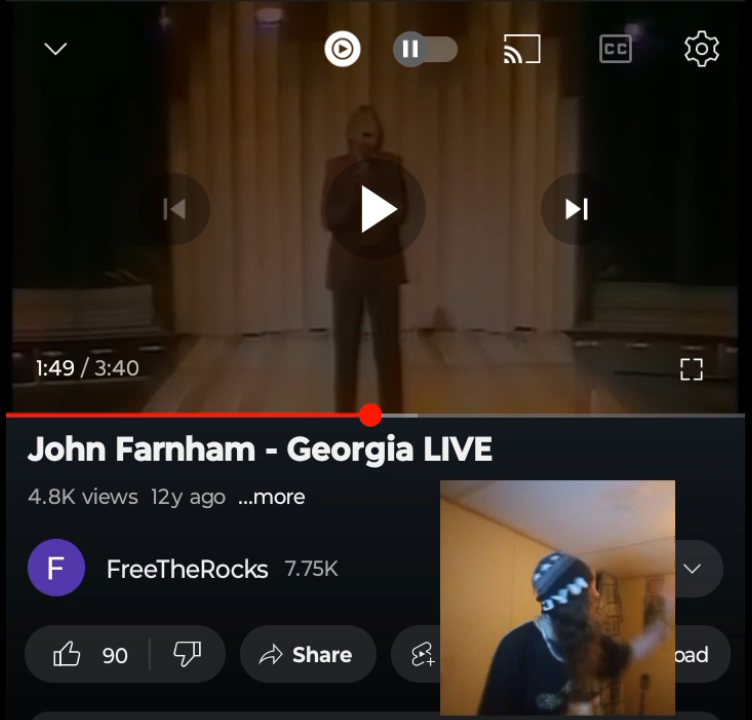 CC
1:49 / 3:40
John Farnham - Georgia LIVE
4.8K views 12y ago ...more
F FreeTheRocks 7.75K
90 Share oad